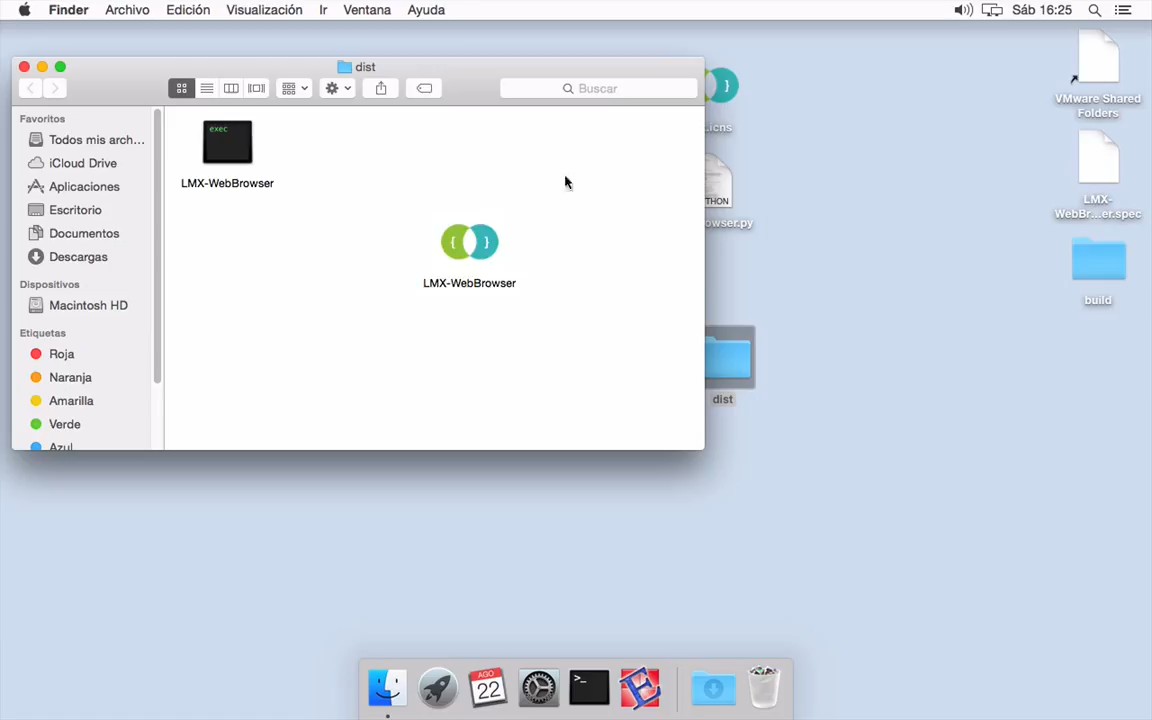 Finder Archivo Edición Visualización Ir Ventana Ayuda Sáb 16:25
dist
Buscar
Favoritos
Todos mis arch...
iCloud Drive
Aplicaciones
Escritorio
Documentos
Descargas
Dispositivos
Macintosh HD
Etiquetas
Roja
Naranja
Amarilla
Verde
Azul
exec
LMX-WebBrowser
{ }
LMX-WebBrowser
}
.icns
THON
owser.py
dist
VMware Shared
Folders
LMX-
WebBr...er.spec
build
AGO
22
>_
E